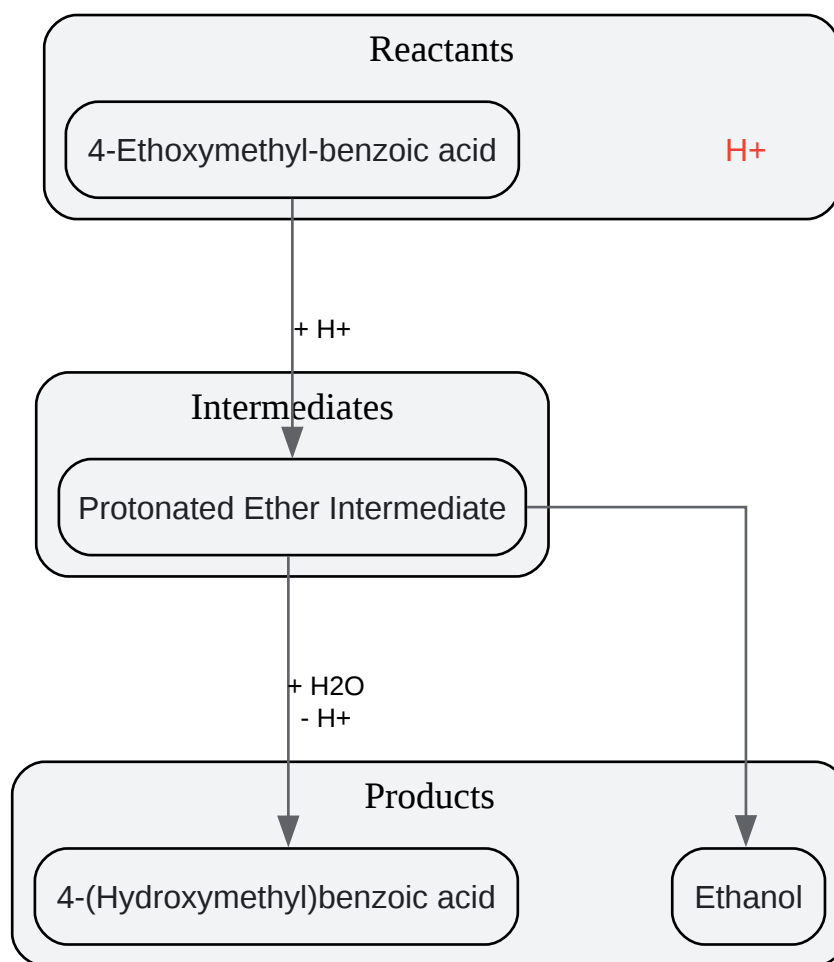 Reactants
4-Ethoxymethyl-benzoic acid
H+
+ H+
Intermediates
Protonated Ether Intermediate
+ H2O
- H+
Products
4-(Hydroxymethyl)benzoic acid
Ethanol